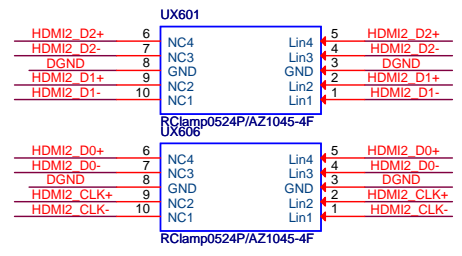 UX601
HDMI2_D2+ 6 NC4 Lin4 5 HDMI2_D2+
HDMI2_D2- 7 NC3 Lin3 4 HDMI2_D2-
DGND 8 GND GND 3 DGND
HDMI2_D1+ 9 NC2 Lin2 2 HDMI2_D1+
HDMI2_D1- 10 NC1 Lin1 1 HDMI2_D1-
RClamp0524P/AZ1045-4F
UX606
HDMI2_D0+ 6 NC4 Lin4 5 HDMI2_D0+
HDMI2_D0- 7 NC3 Lin3 4 HDMI2_D0-
DGND 8 GND GND 3 DGND
HDMI2_CLK+ 9 NC2 Lin2 2 HDMI2_CLK+
HDMI2_CLK- 10 NC1 Lin1 1 HDMI2_CLK-
RClamp0524P/AZ1045-4F